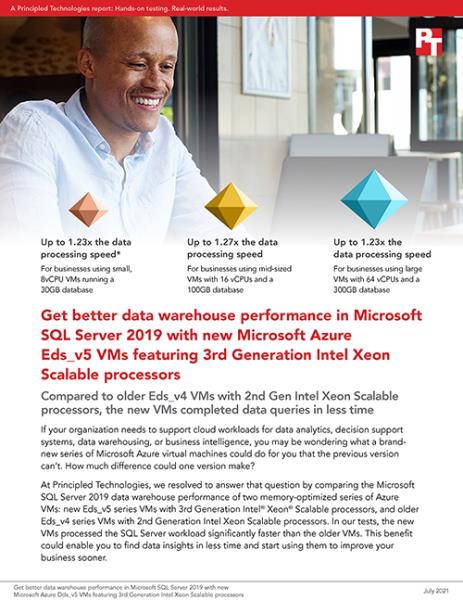 A Principled Technologies report: Hands-on testing. Real-world results.
PT
Up to 1.23x the data
processing speed*
For businesses using small,
8vCPU VMs running a
30GB database
Up to 1.27x the data
processing speed
For businesses using mid-sized
VMs with 16 vCPUs and a
100GB database
Up to 1.23x the
data processing speed
For businesses using large
VMs with 64 vCPUs and a
300GB database
Get better data warehouse performance in Microsoft
SQL Server 2019 with new Microsoft Azure
Eds_v5 VMs featuring 3rd Generation Intel Xeon
Scalable processors
Compared to older Eds_v4 VMs with 2nd Gen Intel Xeon Scalable
processors, the new VMs completed data queries in less time
If your organization needs to support cloud workloads for data analytics, decision support
systems, data warehousing, or business intelligence, you may be wondering what a brand-
new series of Microsoft Azure virtual machines could do for you that the previous version
can't. How much difference could one version make?
At Principled Technologies, we resolved to answer that question by comparing the Microsoft
SQL Server 2019 data warehouse performance of two memory-optimized series of Azure
VMs: new Eds_v5 series VMs with 3rd Generation Intel® Xeon® Scalable processors, and older
Eds_v4 series VMs with 2nd Generation Intel Xeon Scalable processors. In our tests, the new
VMs processed the SQL Server workload significantly faster than the older VMs. This benefit
could enable you to find data insights in less time and start using them to improve your
business sooner.
Get better data warehouse performance in Microsoft SQL Server 2019 with new
Microsoft Azure Eds_v5 VMs featuring 3rd Generation Intel Xeon Scalable processors
July 2021